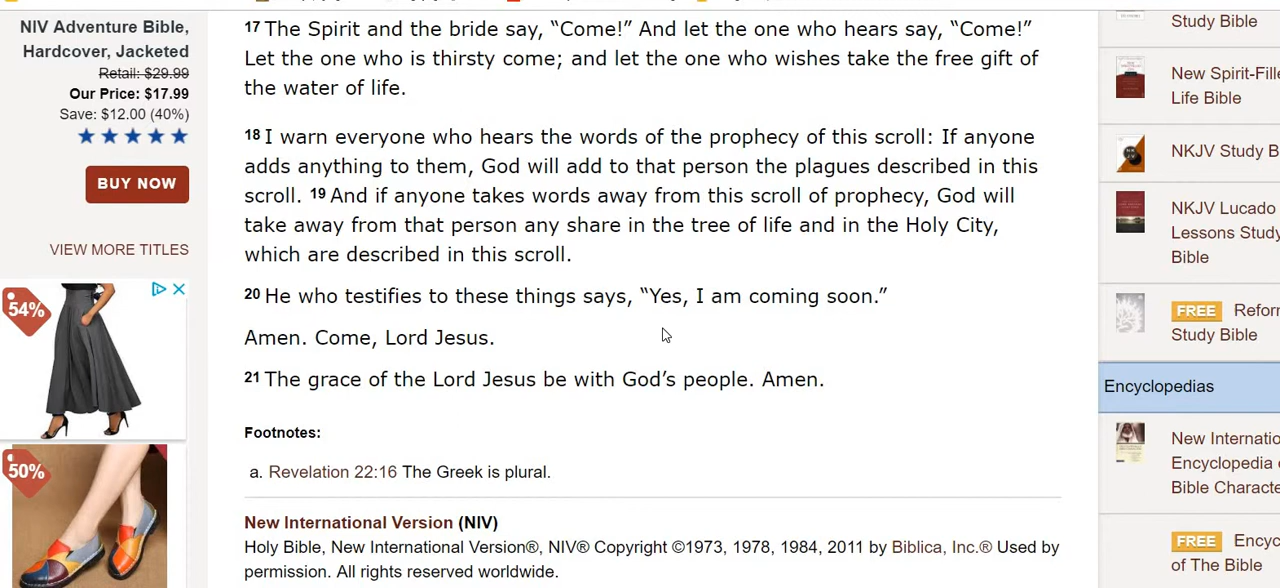 NIV Adventure Bible,
Hardcover, Jacketed
Retail: $29.99
Our Price: $17.99
Save: $12.00 (40%)
BUY NOW
VIEW MORE TITLES
54%
50%
17 The Spirit and the bride say, “Come!” And let the one who hears say, “Come!”
Let the one who is thirsty come; and let the one who wishes take the free gift of
the water of life.
18 I warn everyone who hears the words of the prophecy of this scroll: If anyone
adds anything to them, God will add to that person the plagues described in this
scroll. 19 And if anyone takes words away from this scroll of prophecy, God will
take away from that person any share in the tree of life and in the Holy City,
which are described in this scroll.
20 He who testifies to these things says, “Yes, I am coming soon.”
Amen. Come, Lord Jesus.
21 The grace of the Lord Jesus be with God’s people. Amen.
Footnotes:
a. Revelation 22:16 The Greek is plural.
New International Version (NIV)
Holy Bible, New International Version®, NIV® Copyright ©1973, 1978, 1984, 2011 by Biblica, Inc.® Used by
permission. All rights reserved worldwide.
Study Bible
New Spirit-Fille
Life Bible
NKJV Study B
NKJV Lucado
Lessons Study
Bible
FREE Refor
Study Bible
Encyclopedias
New Internatio
Encyclopedia o
Bible Characte
FREE Encyc
of The Bible